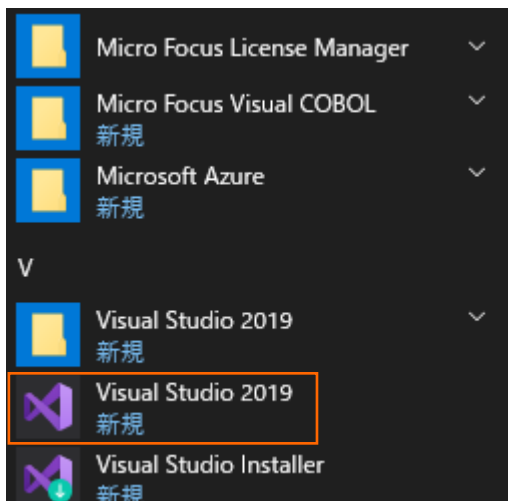 Micro Focus License Manager
Micro Focus Visual COBOL
新規
Microsoft Azure
新規
V
Visual Studio 2019
新規
Visual Studio 2019
新規
Visual Studio Installer
新規